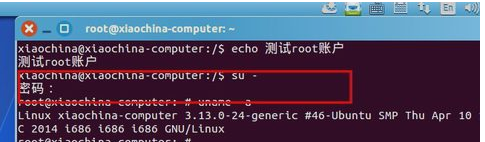 En
root@xiaochina-computer: ~
xiaochina@xiaochina-computer:/$ echo 测试root账户
测试root账户
xiaochina@xiaochina-computer:/$ su -
密码：
root@xiaochina-computer:~# uname -a
Linux xiaochina-computer 3.13.0-24-generic #46-Ubuntu SMP Thu Apr 10 1
C 2014 i686 i686 i686 GNU/Linux
root@xiaochina-computer:~#